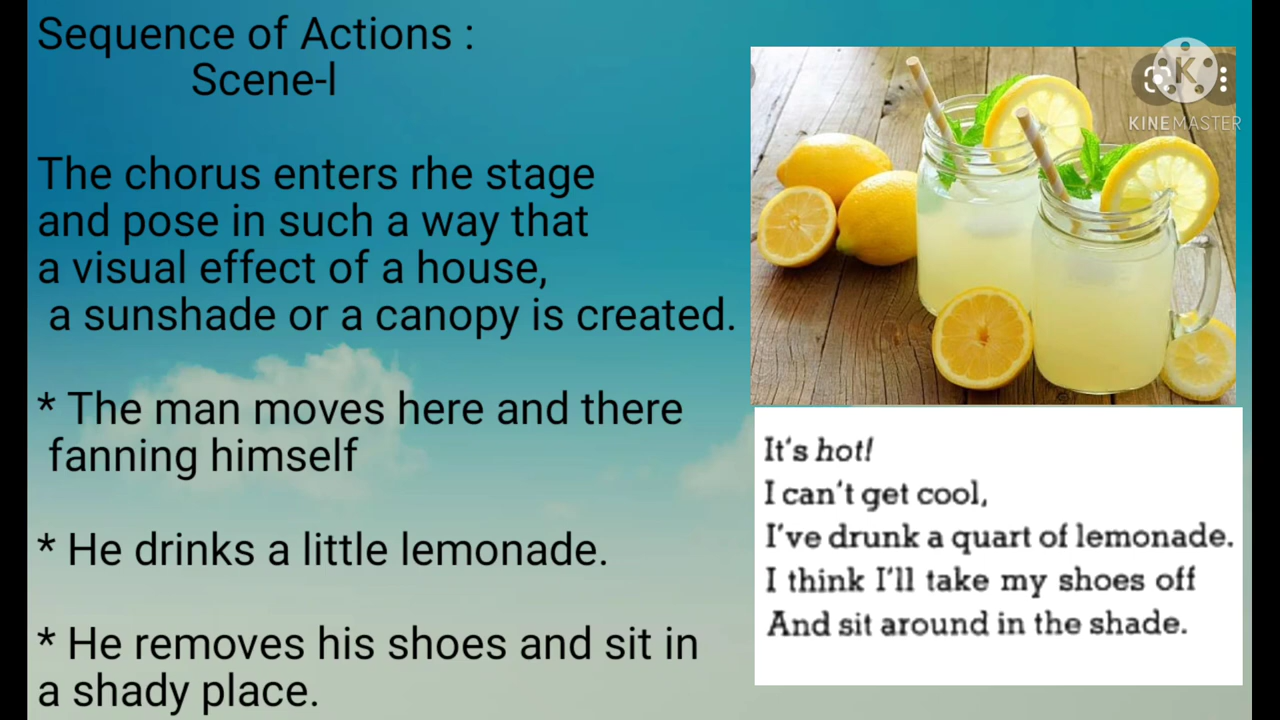 Sequence of Actions :
Scene-I
The chorus enters rhe stage
and pose in such a way that
a visual effect of a house,
a sunshade or a canopy is created.
* The man moves here and there
fanning himself
* He drinks a little lemonade.
* He removes his shoes and sit in
a shady place.
K
KINEMASTER
It's hot!
I can't get cool,
I've drunk a quart of lemonade.
I think I'll take my shoes off
And sit around in the shade.